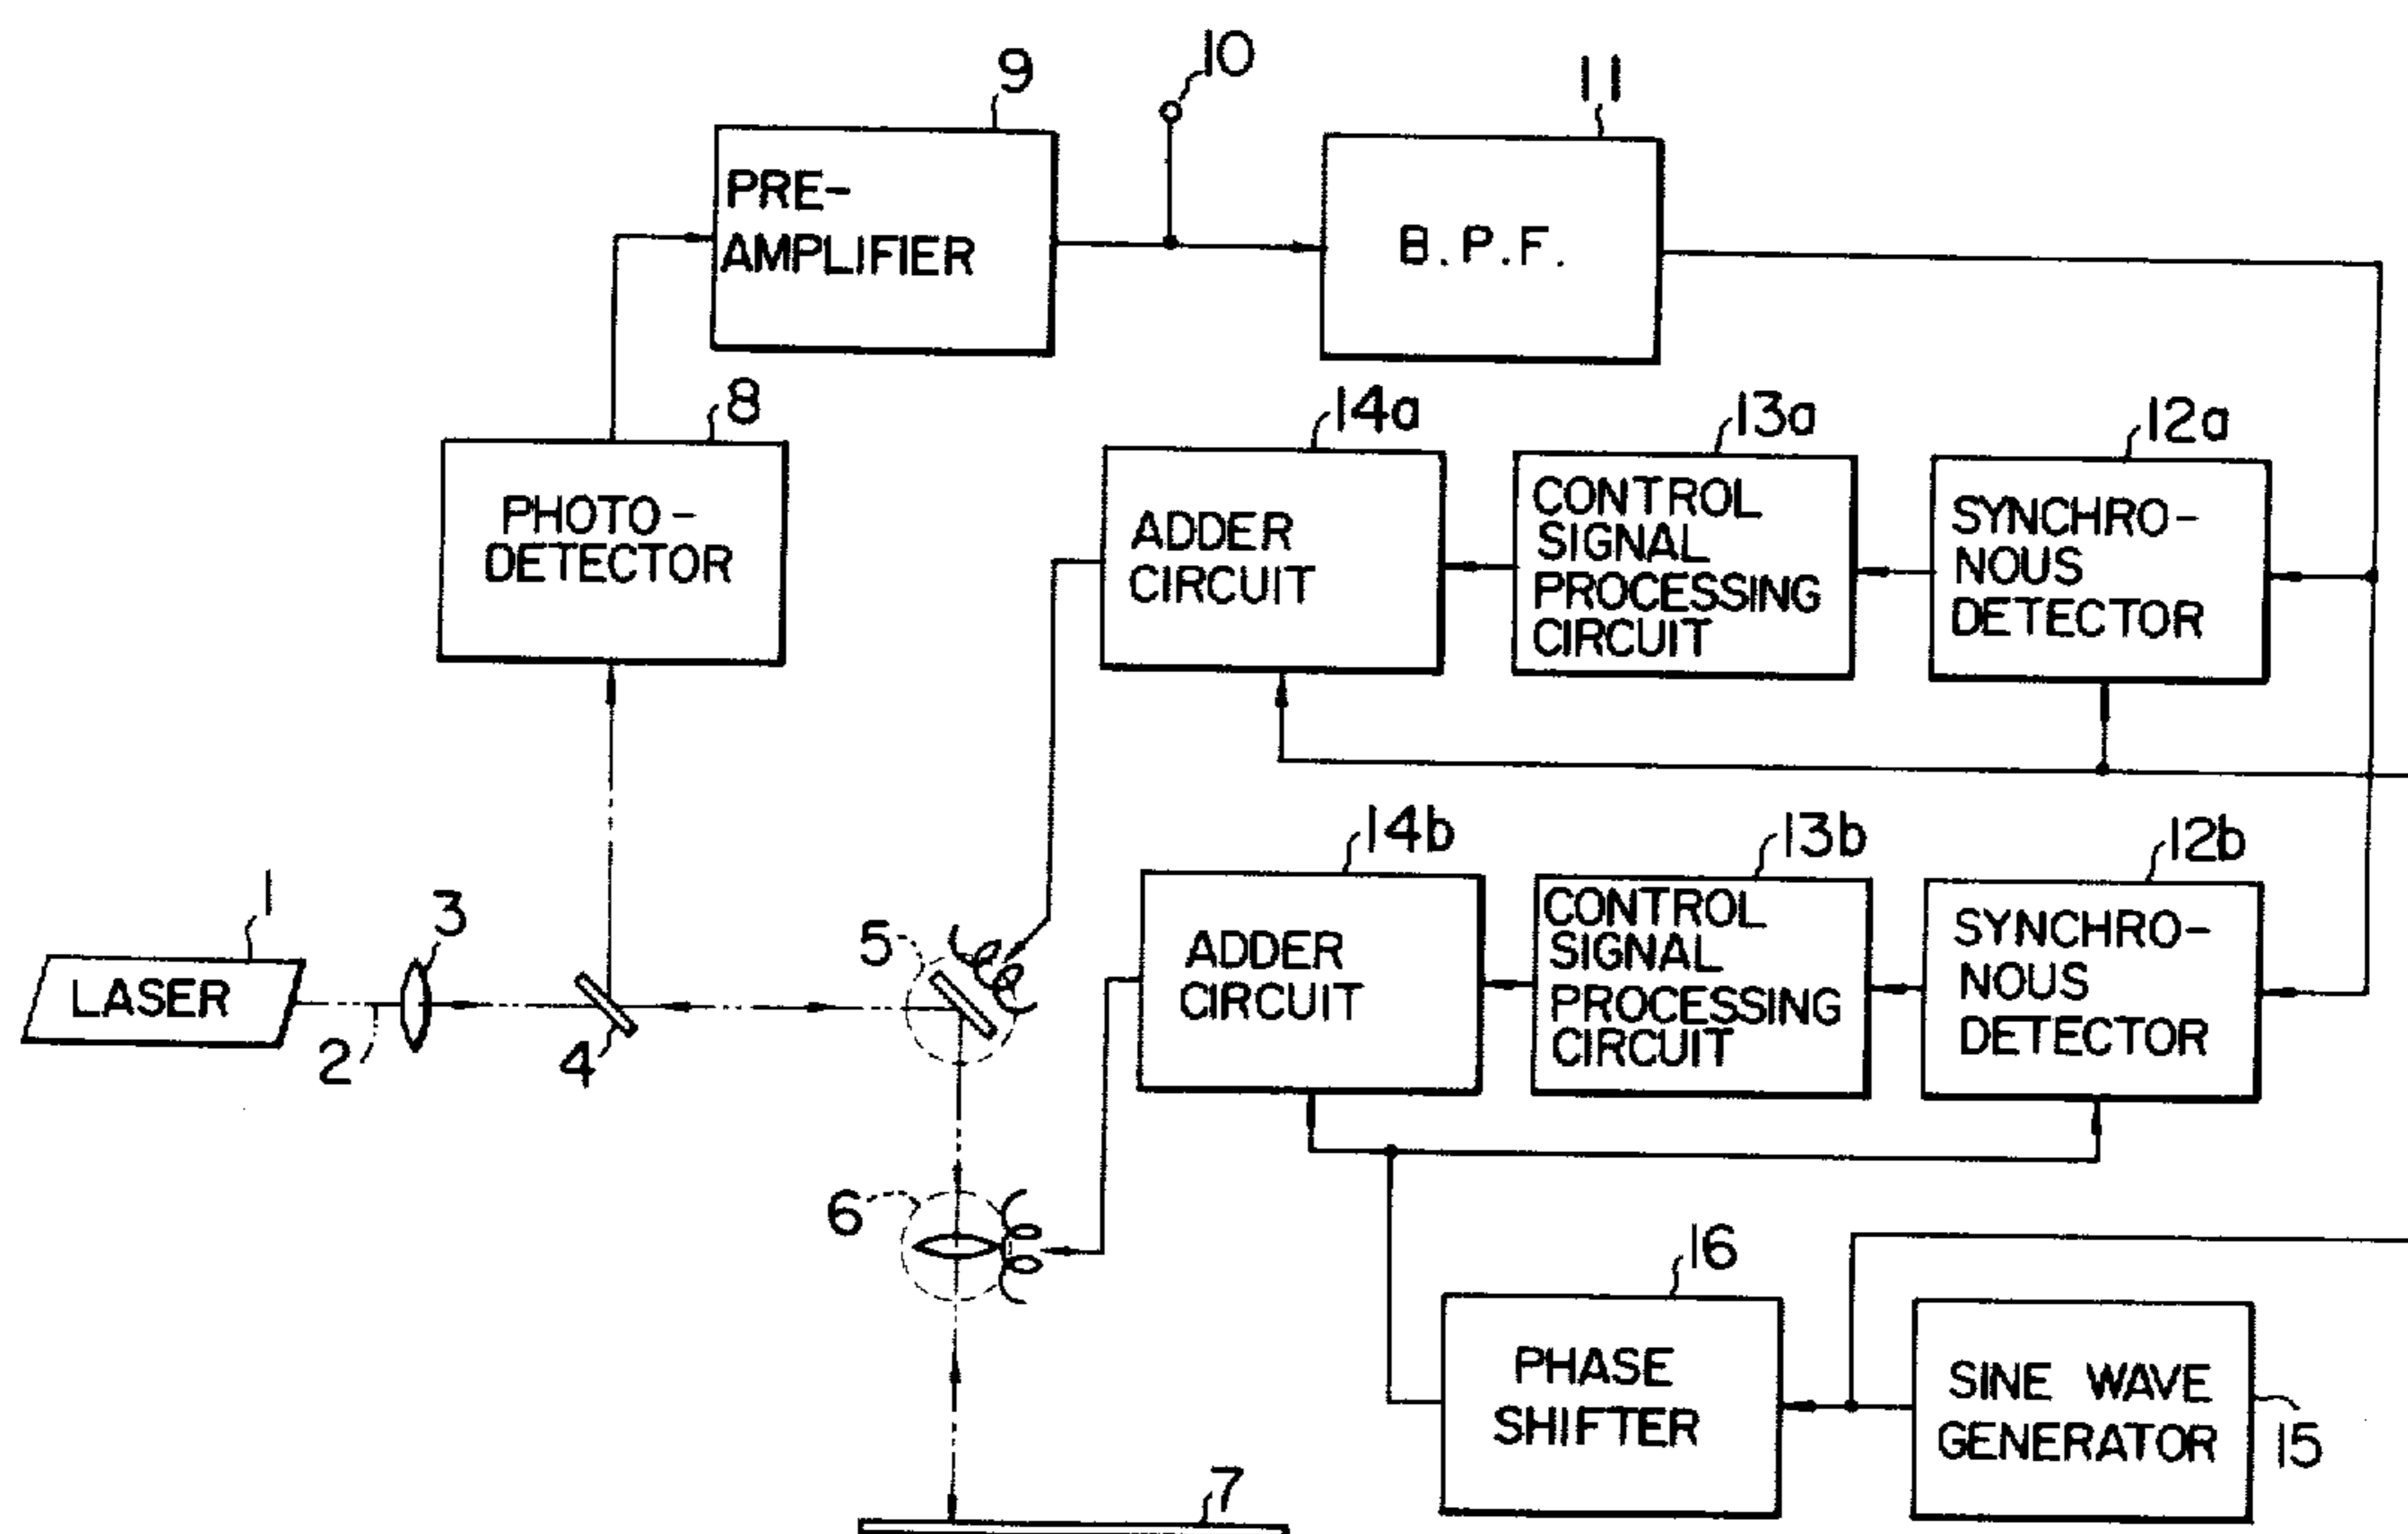 10
9
11
PRE-
AMPLIFIER
B.P.F.
8
14a
13a
12a
PHOTO-
DETECTOR
ADDER
CIRCUIT
CONTROL
SIGNAL
PROCESSING
CIRCUIT
SYNCHRO-
NOUS
DETECTOR
14b
13b
12b
1
3
5
LASER
2
4
ADDER
CIRCUIT
CONTROL
SIGNAL
PROCESSING
CIRCUIT
SYNCHRO-
NOUS
DETECTOR
6
16
PHASE
SHIFTER
SINE WAVE
GENERATOR
15
7